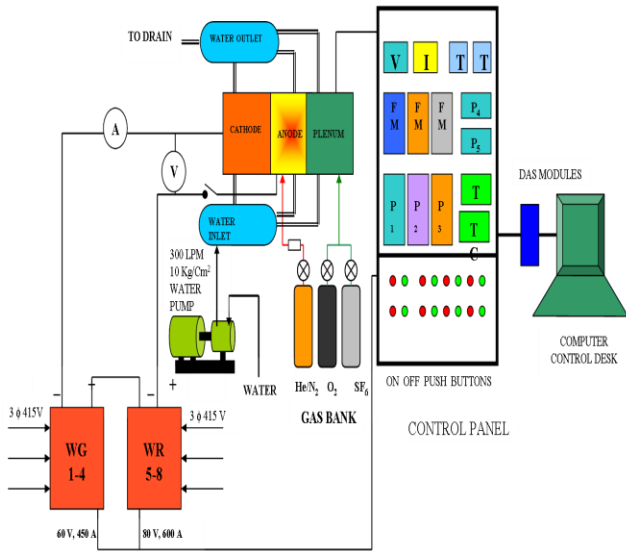 TO DRAIN
WATER OUTLET
CATHODE
ANODE
PLENUM
A
V
WATER
INLET
300 LPM
10 Kg/Cm²
WATER
PUMP
WATER
He/N₂
O₂
SF₆
GAS BANK
V
I
T
T
F
M
F
M
F
M
P₄
P₅
P
1
P
2
P
3
T
T
C
ON OFF PUSH BUTTONS
CONTROL PANEL
DAS MODULES
COMPUTER
CONTROL DESK
–
+
–
+
3 ϕ 415V
3 ϕ 415 V
WG
1-4
WR
5-8
60 V, 450 A
80 V, 600 A